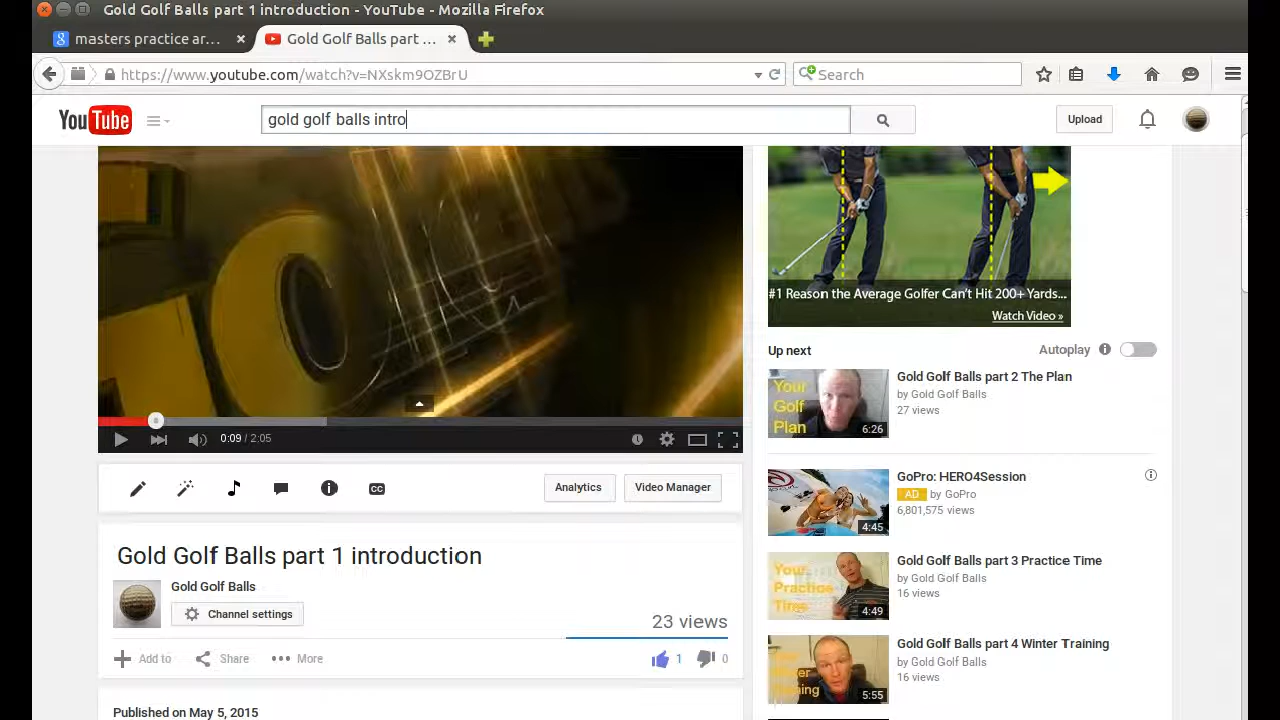 Gold Golf Balls part 1 introduction - YouTube - Mozilla Firefox
masters practice ar...
Gold Golf Balls part ...
https://www.youtube.com/watch?v=NXskm9OZBrU
Search
YouTube
gold golf balls intro
Upload
#1 Reason the Average Golfer Can't Hit 200+ Yards...
Watch Video »
Up next
Autoplay
Your
Golf
Plan
6:26
Gold Golf Balls part 2 The Plan
by Gold Golf Balls
27 views
0:09 / 2:05
GoPro: HERO4Session
AD by GoPro
6,801,575 views
4:45
CC
Analytics
Video Manager
Gold Golf Balls part 1 introduction
Gold Golf Balls
Channel settings
23 views
Add to
Share
More
1
0
Your
Practice
Time
4:49
Gold Golf Balls part 3 Practice Time
by Gold Golf Balls
16 views
Your
Winter
Training
5:55
Gold Golf Balls part 4 Winter Training
by Gold Golf Balls
16 views
Published on May 5, 2015